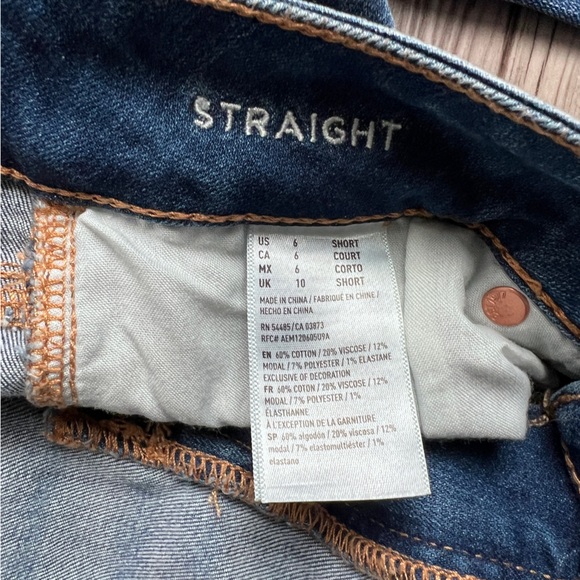 STRAIGHT
US 6 SHORT
CA 6 COURT
MX 6 CORTO
UK 10 SHORT
MADE IN CHINA / FABRIQUÉ EN CHINE /
HECHO EN CHINA
RN 54485/CA 03873
RFC# AEM120605U9A
EN 60% COTTON / 20% VISCOSE / 12%
MODAL / 7% POLYESTER / 1% ELASTANE
EXCLUSIVE OF DECORATION
FR 60% COTON / 20% VISCOSE / 12%
MODAL / 7% POLYESTER / 1%
ÉLASTHANNE
À L'EXCEPTION DE LA GARNITURE
SP 60% algodón / 20% viscosa / 12%
modal / 7% elastomultiéster / 1%
elastano